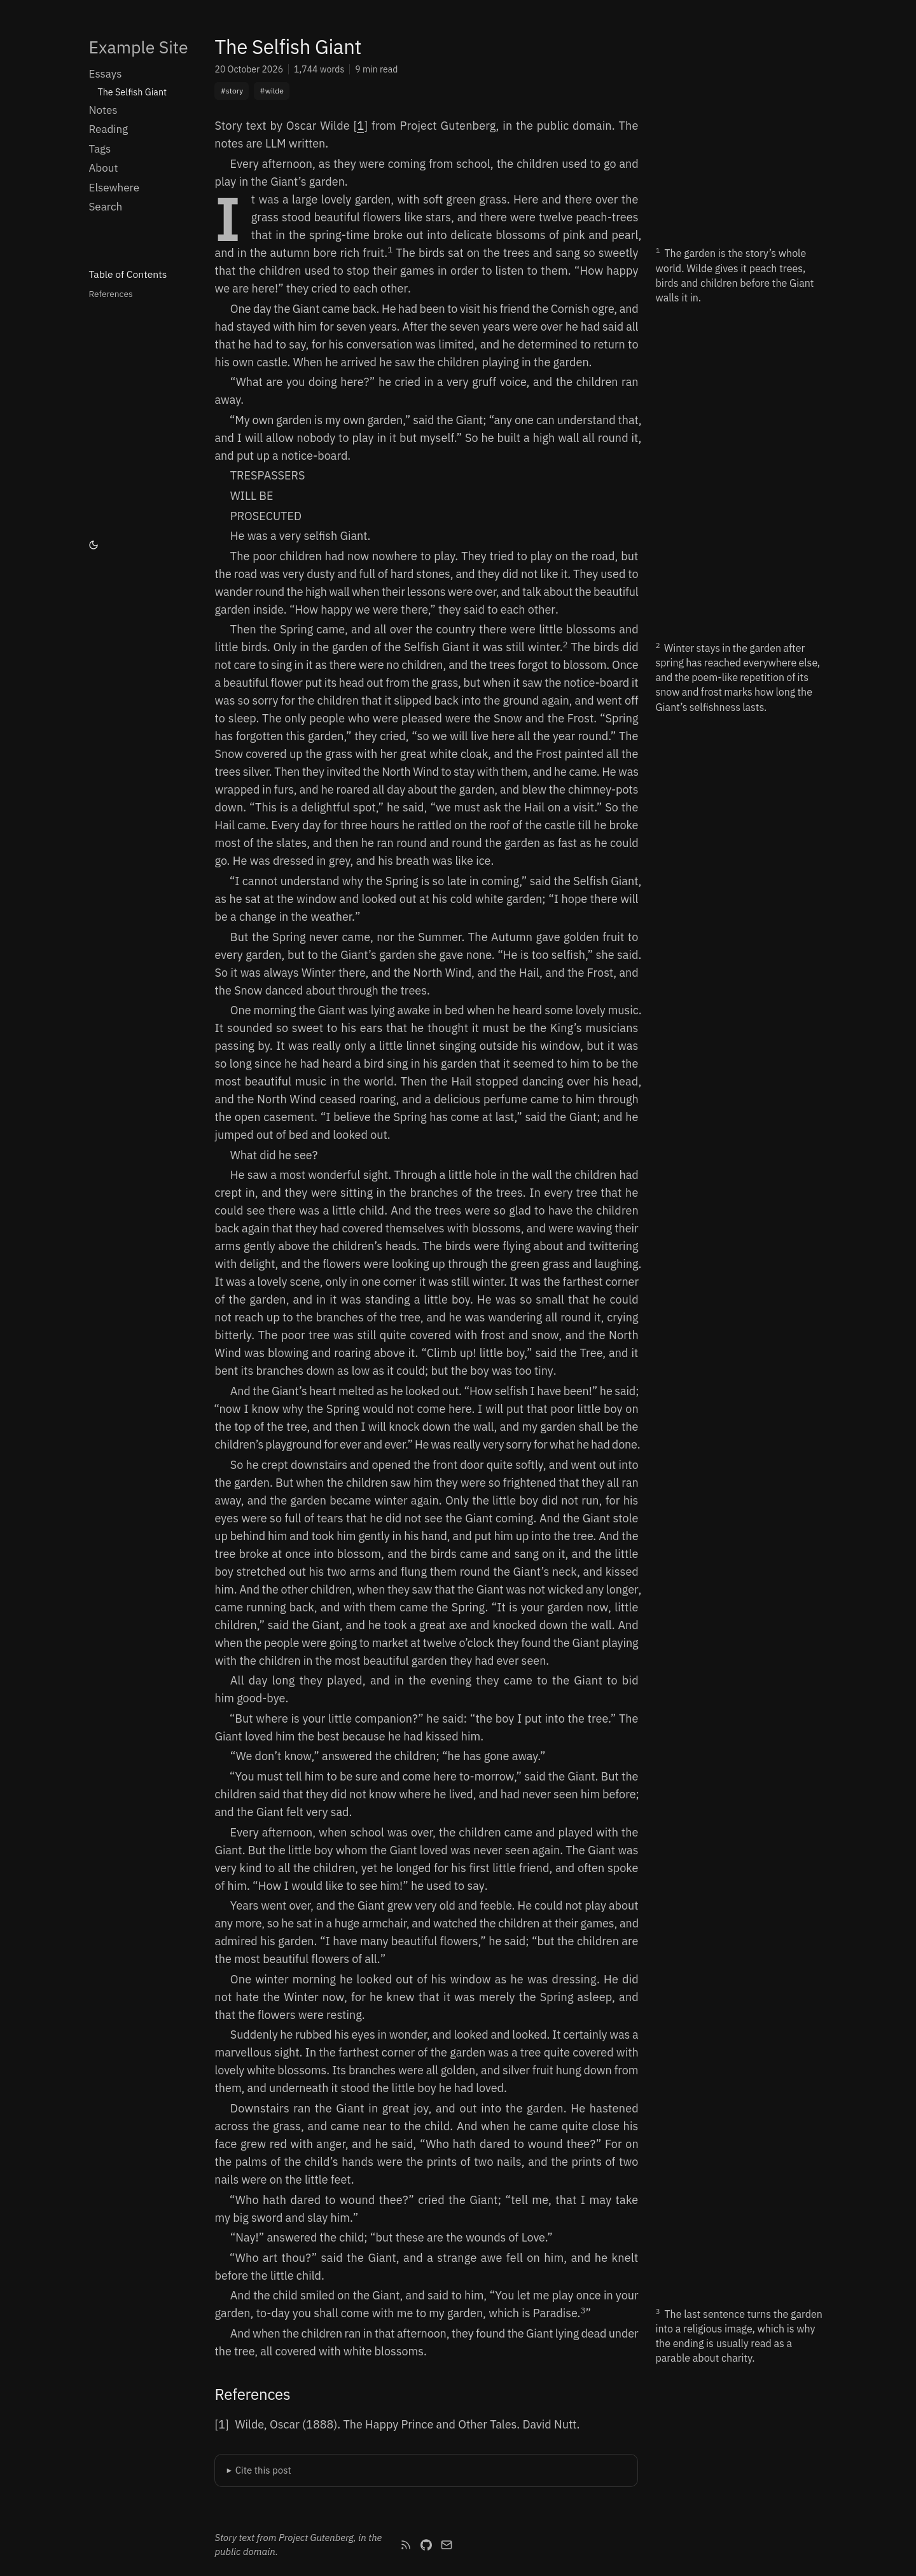 Example Site
Essays
The Selfish Giant
Notes
Reading
Tags
About
Elsewhere
Search
Table of Contents
References
The Selfish Giant
20 October 2026 | 1,744 words | 9 min read
#story #wilde
Story text by Oscar Wilde [1] from Project Gutenberg, in the public domain. The
notes are LLM written.
Every afternoon, as they were coming from school, the children used to go and
play in the Giant’s garden.
It was a large lovely garden, with soft green grass. Here and there over the
grass stood beautiful flowers like stars, and there were twelve peach-trees
that in the spring-time broke out into delicate blossoms of pink and pearl,
and in the autumn bore rich fruit.1 The birds sat on the trees and sang so sweetly
that the children used to stop their games in order to listen to them. “How happy
we are here!” they cried to each other.
1 The garden is the story’s whole
world. Wilde gives it peach trees,
birds and children before the Giant
walls it in.
One day the Giant came back. He had been to visit his friend the Cornish ogre, and
had stayed with him for seven years. After the seven years were over he had said all
that he had to say, for his conversation was limited, and he determined to return to
his own castle. When he arrived he saw the children playing in the garden.
“What are you doing here?” he cried in a very gruff voice, and the children ran
away.
“My own garden is my own garden,” said the Giant; “any one can understand that,
and I will allow nobody to play in it but myself.” So he built a high wall all round it,
and put up a notice-board.
TRESPASSERS
WILL BE
PROSECUTED
He was a very selfish Giant.
The poor children had now nowhere to play. They tried to play on the road, but
the road was very dusty and full of hard stones, and they did not like it. They used to
wander round the high wall when their lessons were over, and talk about the beautiful
garden inside. “How happy we were there,” they said to each other.
Then the Spring came, and all over the country there were little blossoms and
little birds. Only in the garden of the Selfish Giant it was still winter.2 The birds did
not care to sing in it as there were no children, and the trees forgot to blossom. Once
a beautiful flower put its head out from the grass, but when it saw the notice-board it
was so sorry for the children that it slipped back into the ground again, and went off
to sleep. The only people who were pleased were the Snow and the Frost. “Spring
has forgotten this garden,” they cried, “so we will live here all the year round.” The
Snow covered up the grass with her great white cloak, and the Frost painted all the
trees silver. Then they invited the North Wind to stay with them, and he came. He was
wrapped in furs, and he roared all day about the garden, and blew the chimney-pots
down. “This is a delightful spot,” he said, “we must ask the Hail on a visit.” So the
Hail came. Every day for three hours he rattled on the roof of the castle till he broke
most of the slates, and then he ran round and round the garden as fast as he could
go. He was dressed in grey, and his breath was like ice.
2 Winter stays in the garden after
spring has reached everywhere else,
and the poem-like repetition of its
snow and frost marks how long the
Giant’s selfishness lasts.
“I cannot understand why the Spring is so late in coming,” said the Selfish Giant,
as he sat at the window and looked out at his cold white garden; “I hope there will
be a change in the weather.”
But the Spring never came, nor the Summer. The Autumn gave golden fruit to
every garden, but to the Giant’s garden she gave none. “He is too selfish,” she said.
So it was always Winter there, and the North Wind, and the Hail, and the Frost, and
the Snow danced about through the trees.
One morning the Giant was lying awake in bed when he heard some lovely music.
It sounded so sweet to his ears that he thought it must be the King’s musicians
passing by. It was really only a little linnet singing outside his window, but it was
so long since he had heard a bird sing in his garden that it seemed to him to be the
most beautiful music in the world. Then the Hail stopped dancing over his head,
and the North Wind ceased roaring, and a delicious perfume came to him through
the open casement. “I believe the Spring has come at last,” said the Giant; and he
jumped out of bed and looked out.
What did he see?
He saw a most wonderful sight. Through a little hole in the wall the children had
crept in, and they were sitting in the branches of the trees. In every tree that he
could see there was a little child. And the trees were so glad to have the children
back again that they had covered themselves with blossoms, and were waving their
arms gently above the children’s heads. The birds were flying about and twittering
with delight, and the flowers were looking up through the green grass and laughing.
It was a lovely scene, only in one corner it was still winter. It was the farthest corner
of the garden, and in it was standing a little boy. He was so small that he could
not reach up to the branches of the tree, and he was wandering all round it, crying
bitterly. The poor tree was still quite covered with frost and snow, and the North
Wind was blowing and roaring above it. “Climb up! little boy,” said the Tree, and it
bent its branches down as low as it could; but the boy was too tiny.
And the Giant’s heart melted as he looked out. “How selfish I have been!” he said;
“now I know why the Spring would not come here. I will put that poor little boy on
the top of the tree, and then I will knock down the wall, and my garden shall be the
children’s playground for ever and ever.” He was really very sorry for what he had done.
So he crept downstairs and opened the front door quite softly, and went out into
the garden. But when the children saw him they were so frightened that they all ran
away, and the garden became winter again. Only the little boy did not run, for his
eyes were so full of tears that he did not see the Giant coming. And the Giant stole
up behind him and took him gently in his hand, and put him up into the tree. And the
tree broke at once into blossom, and the birds came and sang on it, and the little
boy stretched out his two arms and flung them round the Giant’s neck, and kissed
him. And the other children, when they saw that the Giant was not wicked any longer,
came running back, and with them came the Spring. “It is your garden now, little
children,” said the Giant, and he took a great axe and knocked down the wall. And
when the people were going to market at twelve o’clock they found the Giant playing
with the children in the most beautiful garden they had ever seen.
All day long they played, and in the evening they came to the Giant to bid
him good-bye.
“But where is your little companion?” he said: “the boy I put into the tree.” The
Giant loved him the best because he had kissed him.
“We don’t know,” answered the children; “he has gone away.”
“You must tell him to be sure and come here to-morrow,” said the Giant. But the
children said that they did not know where he lived, and had never seen him before;
and the Giant felt very sad.
Every afternoon, when school was over, the children came and played with the
Giant. But the little boy whom the Giant loved was never seen again. The Giant was
very kind to all the children, yet he longed for his first little friend, and often spoke
of him. “How I would like to see him!” he used to say.
Years went over, and the Giant grew very old and feeble. He could not play about
any more, so he sat in a huge armchair, and watched the children at their games, and
admired his garden. “I have many beautiful flowers,” he said; “but the children are
the most beautiful flowers of all.”
One winter morning he looked out of his window as he was dressing. He did
not hate the Winter now, for he knew that it was merely the Spring asleep, and
that the flowers were resting.
Suddenly he rubbed his eyes in wonder, and looked and looked. It certainly was a
marvellous sight. In the farthest corner of the garden was a tree quite covered with
lovely white blossoms. Its branches were all golden, and silver fruit hung down from
them, and underneath it stood the little boy he had loved.
Downstairs ran the Giant in great joy, and out into the garden. He hastened
across the grass, and came near to the child. And when he came quite close his
face grew red with anger, and he said, “Who hath dared to wound thee?” For on
the palms of the child’s hands were the prints of two nails, and the prints of two
nails were on the little feet.
“Who hath dared to wound thee?” cried the Giant; “tell me, that I may take
my big sword and slay him.”
“Nay!” answered the child; “but these are the wounds of Love.”
“Who art thou?” said the Giant, and a strange awe fell on him, and he knelt
before the little child.
And the child smiled on the Giant, and said to him, “You let me play once in your
garden, to-day you shall come with me to my garden, which is Paradise.3”
3 The last sentence turns the garden
into a religious image, which is why
the ending is usually read as a
parable about charity.
And when the children ran in that afternoon, they found the Giant lying dead under
the tree, all covered with white blossoms.
References
[1] Wilde, Oscar (1888). The Happy Prince and Other Tales. David Nutt.
▸ Cite this post
Story text from Project Gutenberg, in the
public domain.